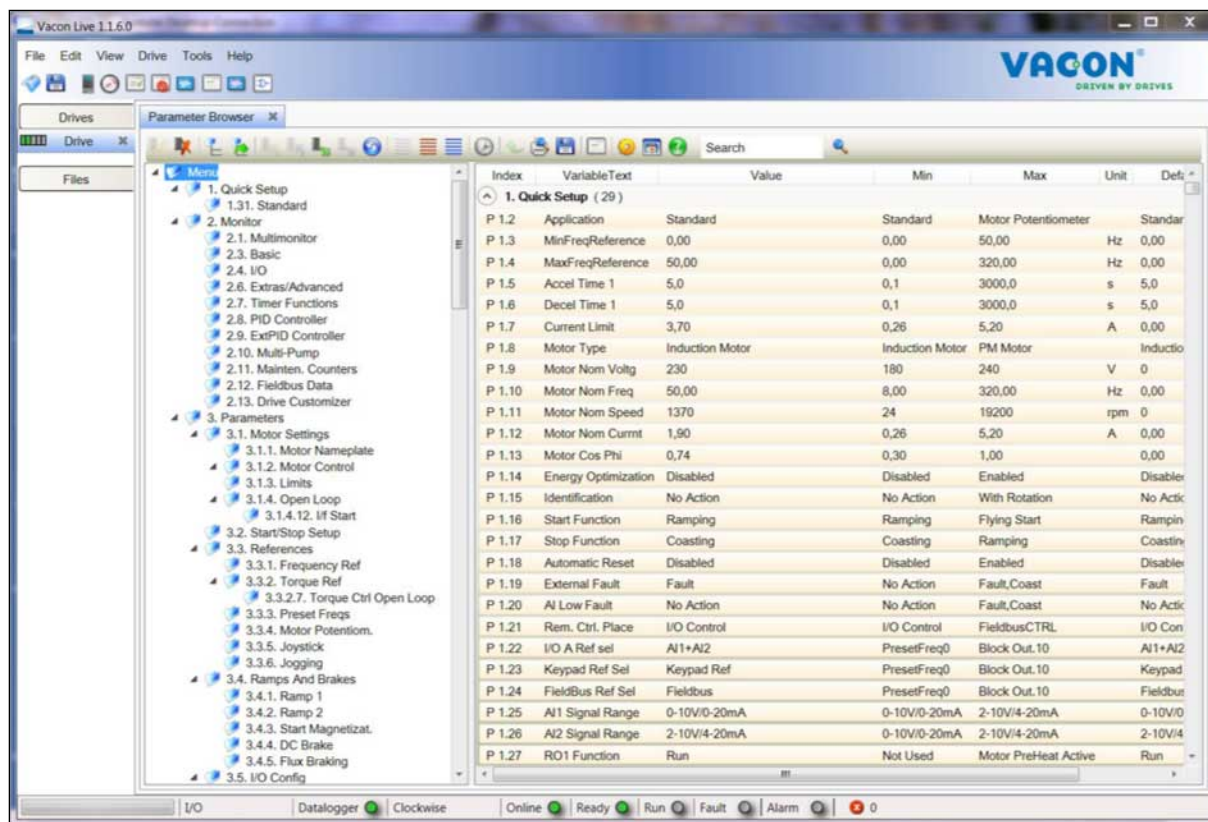 Vacon Live 1.1.6.0
File Edit View Drive Tools Help
VACON®
DRIVEN BY DRIVES
Drives
Parameter Browser
Drive
Search
Files
Menu
1. Quick Setup
1.31. Standard
2. Monitor
2.1. Multimonitor
2.3. Basic
2.4. I/O
2.6. Extras/Advanced
2.7. Timer Functions
2.8. PID Controller
2.9. ExtPID Controller
2.10. Multi-Pump
2.11. Mainten. Counters
2.12. Fieldbus Data
2.13. Drive Customizer
3. Parameters
3.1. Motor Settings
3.1.1. Motor Nameplate
3.1.2. Motor Control
3.1.3. Limits
3.1.4. Open Loop
3.1.4.12. I/f Start
3.2. Start/Stop Setup
3.3. References
3.3.1. Frequency Ref
3.3.2. Torque Ref
3.3.2.7. Torque Ctrl Open Loop
3.3.3. Preset Freqs
3.3.4. Motor Potentiom.
3.3.5. Joystick
3.3.6. Jogging
3.4. Ramps And Brakes
3.4.1. Ramp 1
3.4.2. Ramp 2
3.4.3. Start Magnetizat.
3.4.4. DC Brake
3.4.5. Flux Braking
3.5. I/O Config
Index VariableText Value Min Max Unit Defa
1. Quick Setup (29)
P 1.2 Application Standard Standard Motor Potentiometer Standar
P 1.3 MinFreqReference 0,00 0,00 50,00 Hz 0,00
P 1.4 MaxFreqReference 50,00 0,00 320,00 Hz 0,00
P 1.5 Accel Time 1 5,0 0,1 3000,0 s 5,0
P 1.6 Decel Time 1 5,0 0,1 3000,0 s 5,0
P 1.7 Current Limit 3,70 0,26 5,20 A 0,00
P 1.8 Motor Type Induction Motor Induction Motor PM Motor Inductio
P 1.9 Motor Nom Voltg 230 180 240 V 0
P 1.10 Motor Nom Freq 50,00 8,00 320,00 Hz 0,00
P 1.11 Motor Nom Speed 1370 24 19200 rpm 0
P 1.12 Motor Nom Currnt 1,90 0,26 5,20 A 0,00
P 1.13 Motor Cos Phi 0,74 0,30 1,00 0,00
P 1.14 Energy Optimization Disabled Disabled Enabled Disable
P 1.15 Identification No Action No Action With Rotation No Actic
P 1.16 Start Function Ramping Ramping Flying Start Rampin
P 1.17 Stop Function Coasting Coasting Ramping Coastin
P 1.18 Automatic Reset Disabled Disabled Enabled Disable
P 1.19 External Fault Fault No Action Fault,Coast Fault
P 1.20 AI Low Fault No Action No Action Fault,Coast No Actic
P 1.21 Rem. Ctrl. Place I/O Control I/O Control FieldbusCTRL I/O Con
P 1.22 I/O A Ref sel AI1+AI2 PresetFreq0 Block Out.10 AI1+AI2
P 1.23 Keypad Ref Sel Keypad Ref PresetFreq0 Block Out.10 Keypad
P 1.24 FieldBus Ref Sel Fieldbus PresetFreq0 Block Out.10 Fieldbus
P 1.25 AI1 Signal Range 0-10V/0-20mA 0-10V/0-20mA 2-10V/4-20mA 0-10V/0
P 1.26 AI2 Signal Range 2-10V/4-20mA 0-10V/0-20mA 2-10V/4-20mA 2-10V/4
P 1.27 RO1 Function Run Not Used Motor PreHeat Active Run
I/O Datalogger Clockwise Online Ready Run Fault Alarm 0